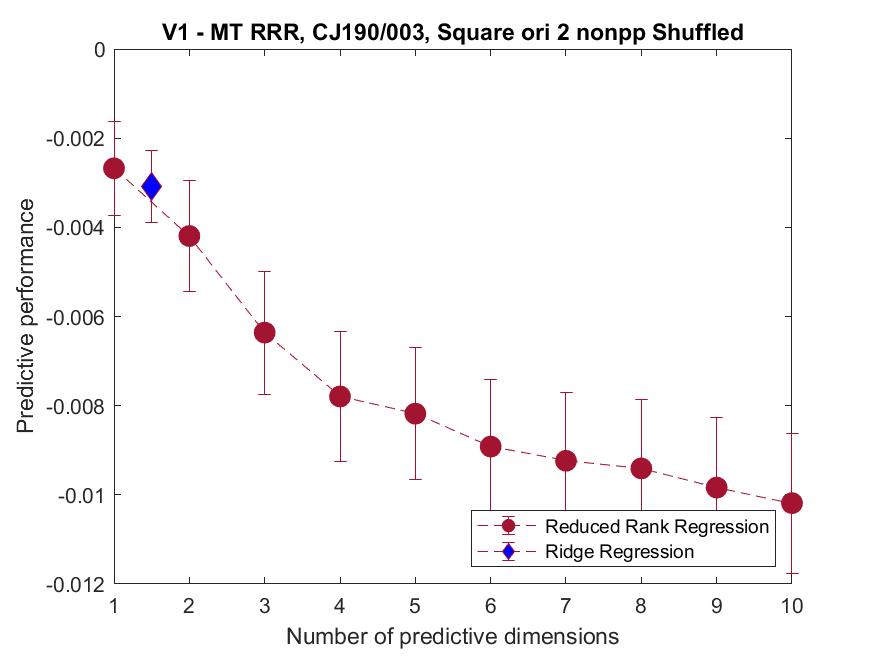 V1 - MT RRR, CJ190/003, Square ori 2 nonpp Shuffled
0
-0.002
-0.004
-0.006
-0.008
-0.01
-0.012
Predictive performance
1 2 3 4 5 6 7 8 9 10
Number of predictive dimensions
Reduced Rank Regression
Ridge Regression